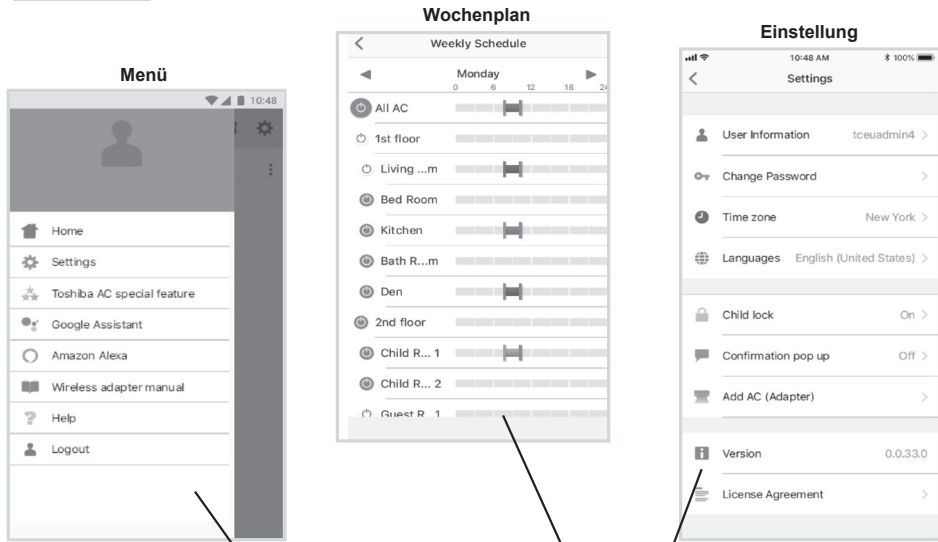 Menü
10:48
Home
Settings
Toshiba AC special feature
Google Assistant
Amazon Alexa
Wireless adapter manual
Help
Logout
Wochenplan
Weekly Schedule
Monday
0 6 12 18 24
All AC
1st floor
Living ...m
Bed Room
Kitchen
Bath R...m
Den
2nd floor
Child R... 1
Child R... 2
Guest R 1
Einstellung
10:48 AM 100%
Settings
User Information tceuadmin4 >
Change Password >
Time zone New York >
Languages English (United States) >
Child lock On >
Confirmation pop up Off >
Add AC (Adapter) >
Version 0.0.33.0
License Agreement >